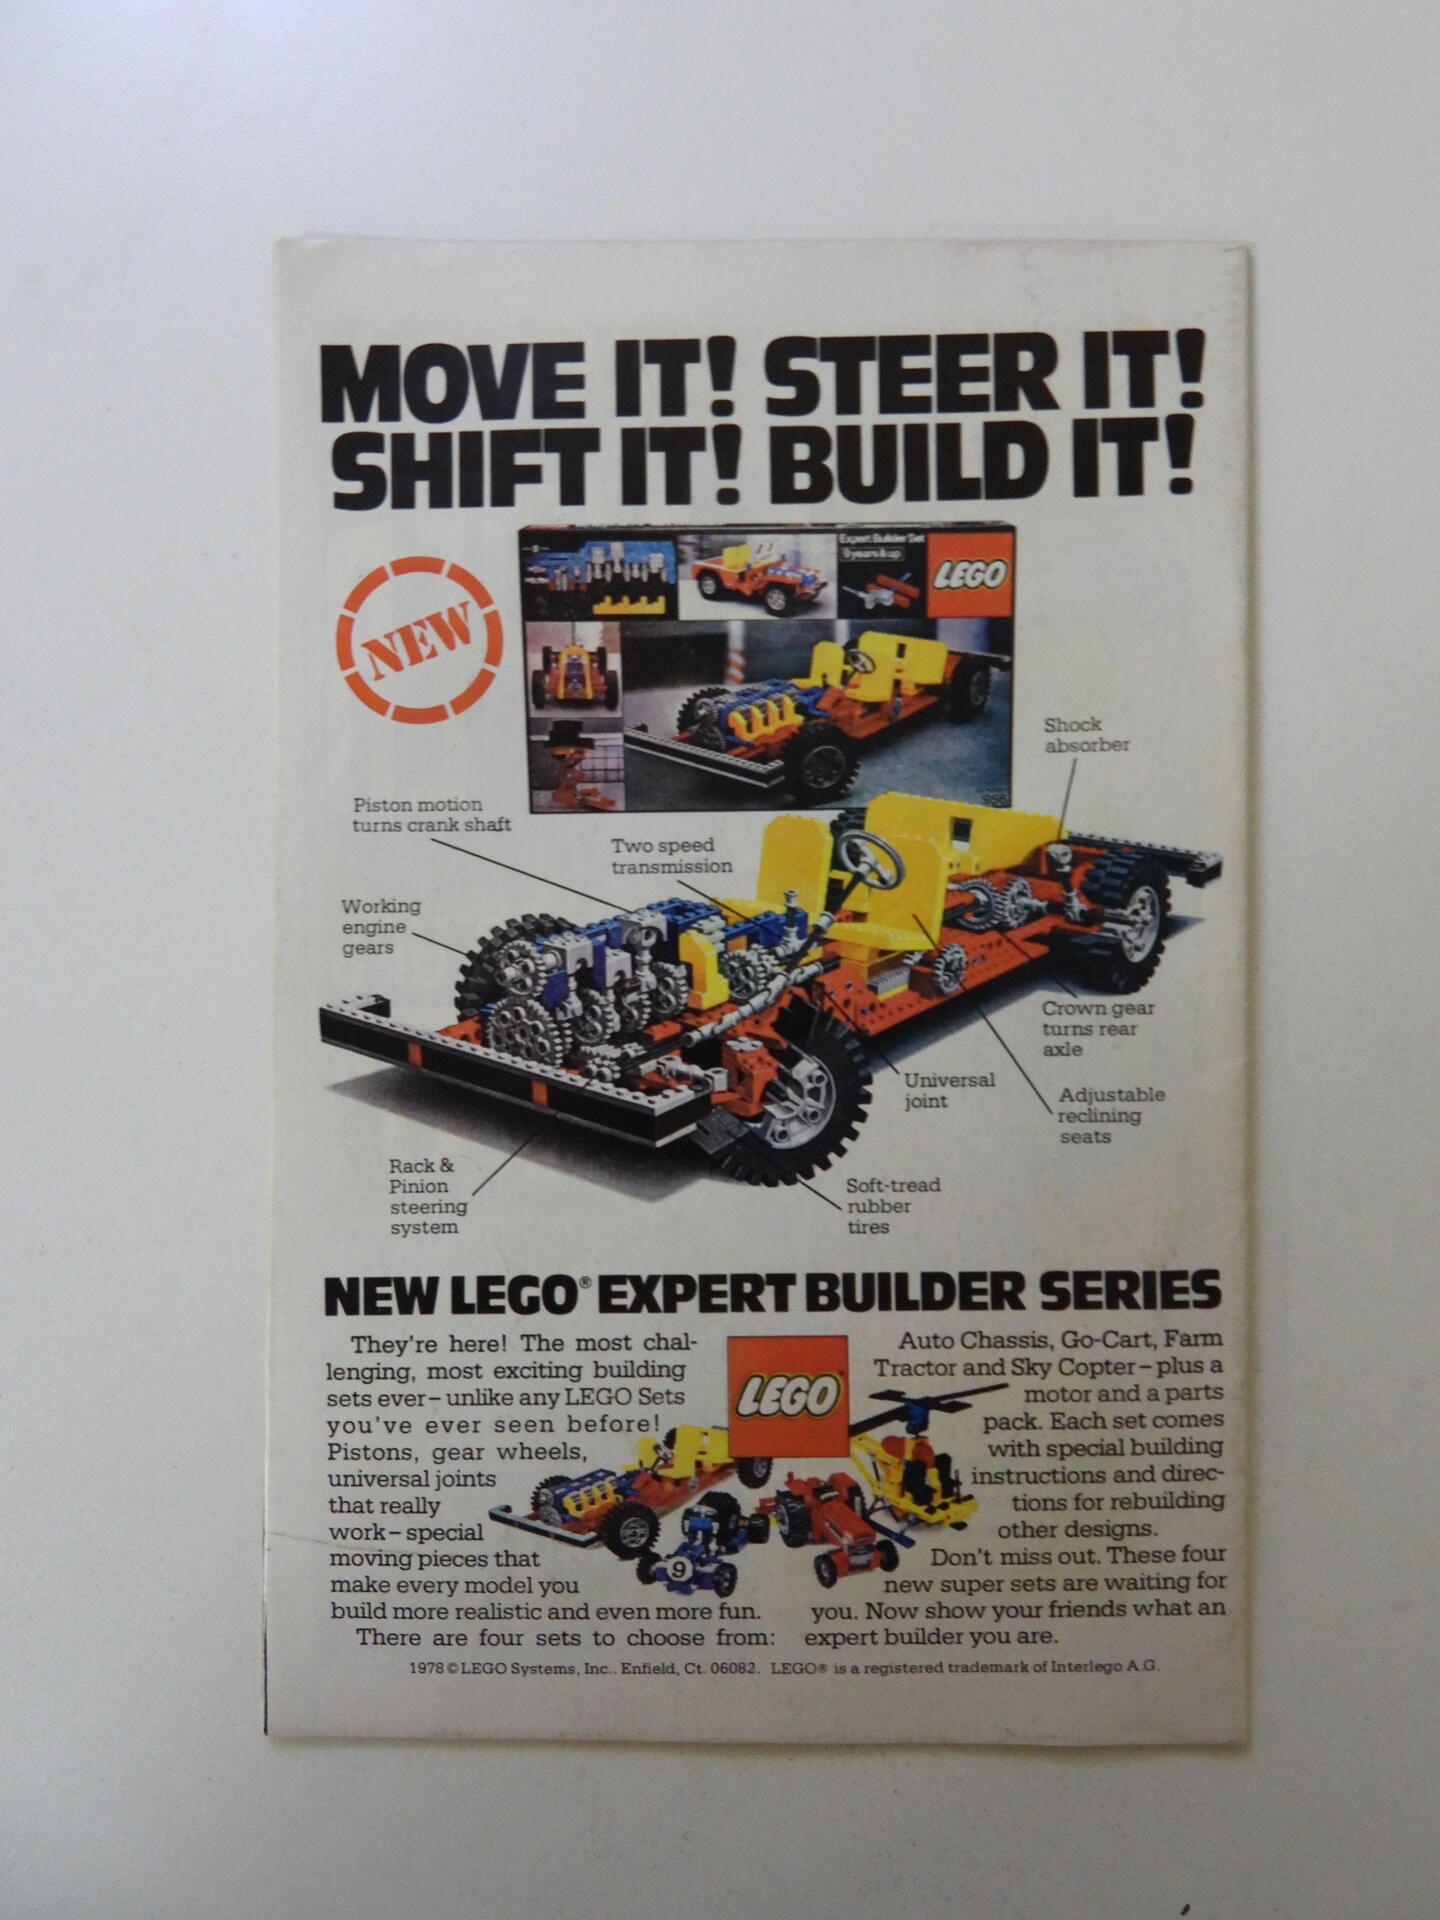 MOVE IT! STEER IT!
SHIFT IT! BUILD IT!
NEW
Expert Builder Set
9 years & up
LEGO
956
Shock
absorber
Piston motion
turns crank shaft
Two speed
transmission
Working
engine
gears
Crown gear
turns rear
axle
Universal
joint
Adjustable
reclining
seats
Rack &
Pinion
steering
system
Soft-tread
rubber
tires
NEW LEGO® EXPERT BUILDER SERIES
They're here! The most chal-
lenging, most exciting building
sets ever – unlike any LEGO Sets
you've ever seen before!
Pistons, gear wheels,
universal joints
that really
work – special
moving pieces that
make every model you
build more realistic and even more fun.
There are four sets to choose from:
LEGO
9
Auto Chassis, Go-Cart, Farm
Tractor and Sky Copter – plus a
motor and a parts
pack. Each set comes
with special building
instructions and direc-
tions for rebuilding
other designs.
Don't miss out. These four
new super sets are waiting for
you. Now show your friends what an
expert builder you are.
1978 © LEGO Systems, Inc.. Enfield, Ct. 06082. LEGO® is a registered trademark of Interlego A.G.